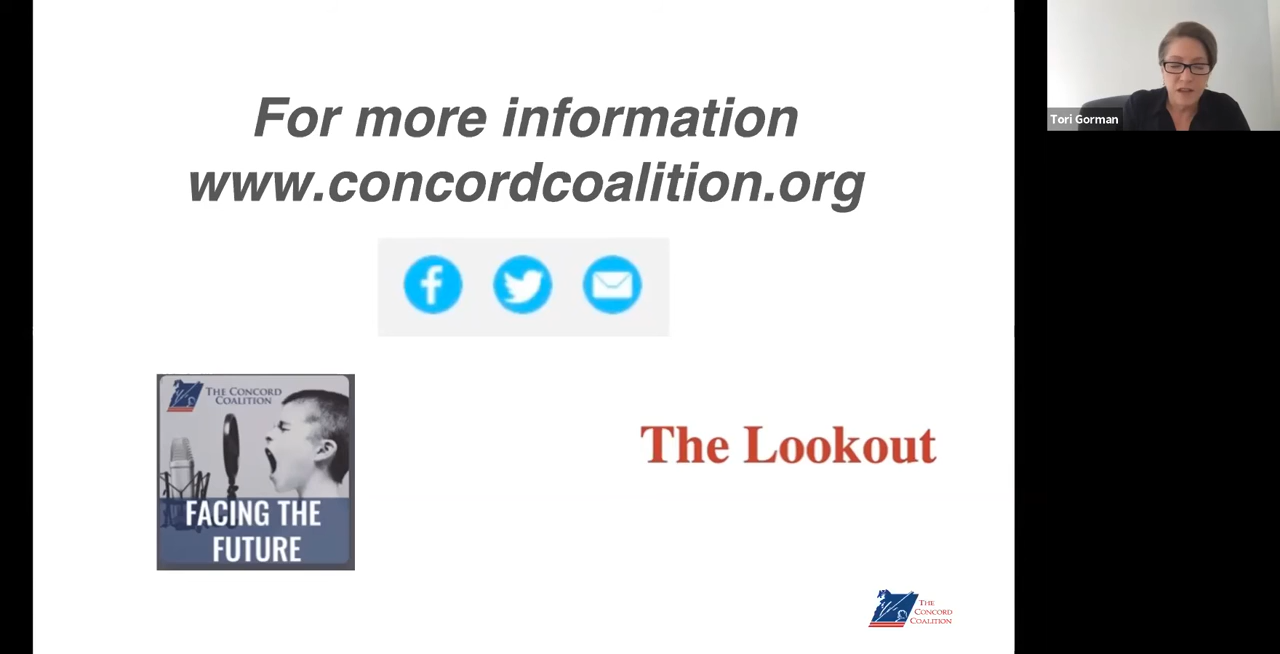 For more information
www.concordcoalition.org
Tori Gorman
THE CONCORD
COALITION
FACING THE
FUTURE
The Lookout
THE
CONCORD
COALITION